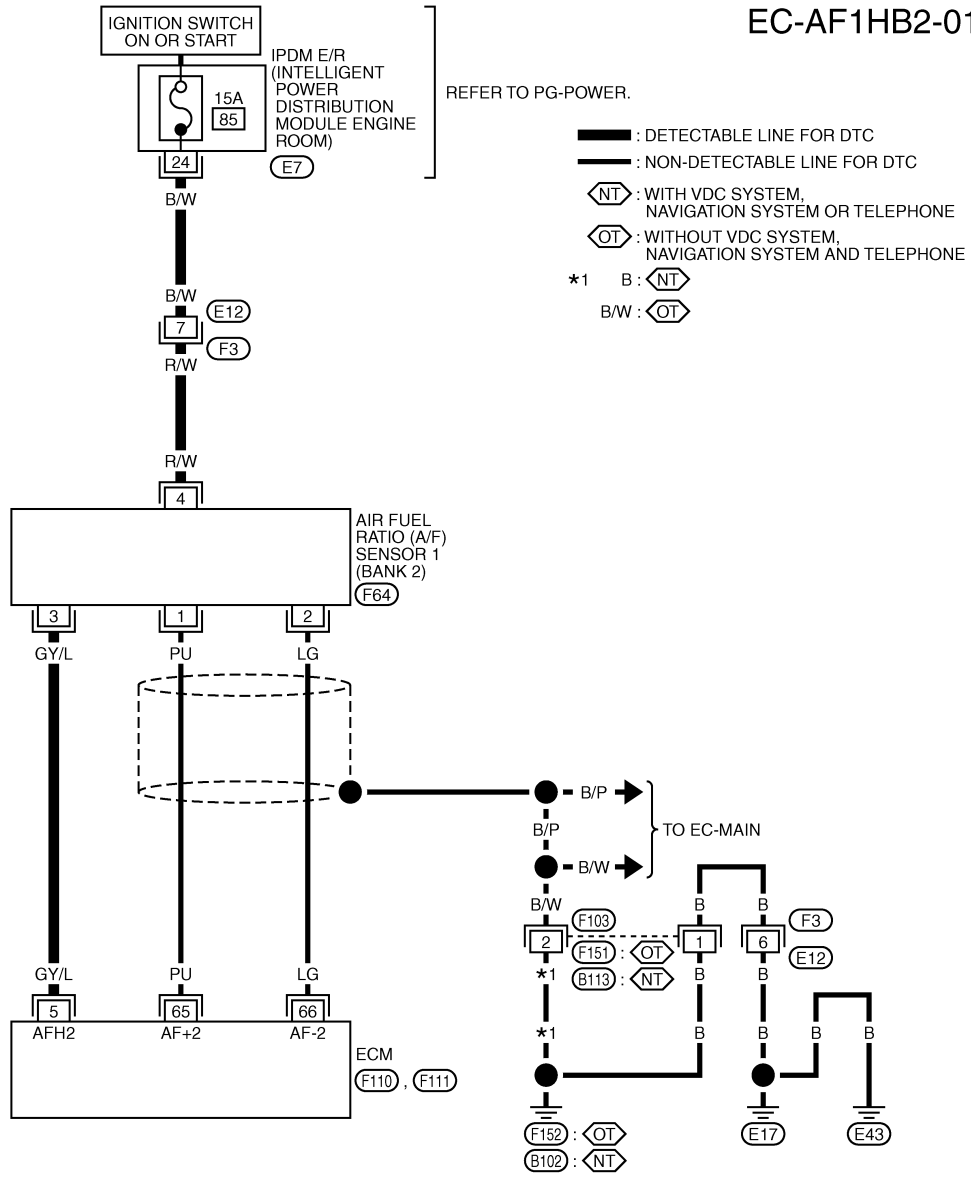 EC-AF1HB2-01
IGNITION SWITCH
ON OR START
IPDM E/R
(INTELLIGENT
POWER
DISTRIBUTION
MODULE ENGINE
ROOM)
15A
85
24
E7
REFER TO PG-POWER.
: DETECTABLE LINE FOR DTC
: NON-DETECTABLE LINE FOR DTC
NT : WITH VDC SYSTEM,
NAVIGATION SYSTEM OR TELEPHONE
OT : WITHOUT VDC SYSTEM,
NAVIGATION SYSTEM AND TELEPHONE
*1 B : NT
B/W : OT
B/W
B/W
7
E12
F3
R/W
R/W
4
AIR FUEL
RATIO (A/F)
SENSOR 1
(BANK 2)
F64
3 1 2
GY/L PU LG
B/P
B/P
B/W
TO EC-MAIN
B/W
F103
B B
F3
2
F151 : OT
1 6
E12
*1
B113 : NT
B B
*1 B B B B
GY/L PU LG
5 65 66
AFH2 AF+2 AF-2
ECM
F110 , F111
F152 : OT
B102 : NT
E17 E43